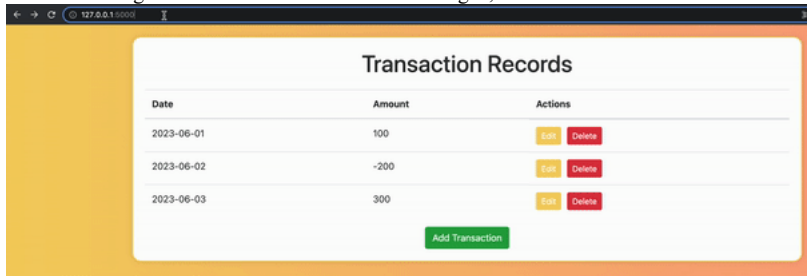 127.0.0.1:5000
Transaction Records
Date Amount Actions
2023-06-01 100 Edit Delete
2023-06-02 -200 Edit Delete
2023-06-03 300 Edit Delete
Add Transaction